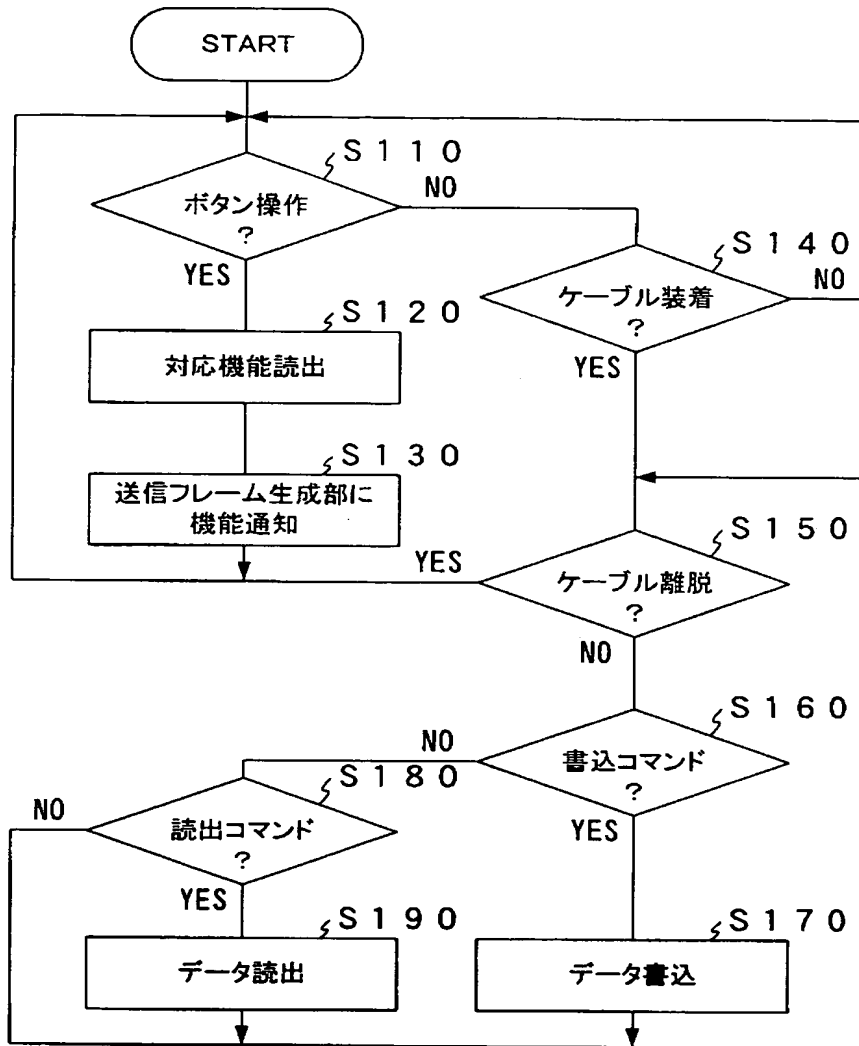 START
S110
ボタン操作
?
NO
YES
S140
ケーブル装着
?
NO
YES
S120
対応機能読出
S130
送信フレーム生成部に
機能通知
S150
ケーブル離脱
?
YES
NO
S160
書込コマンド
?
NO
YES
S180
読出コマンド
?
NO
YES
S190
データ読出
S170
データ書込